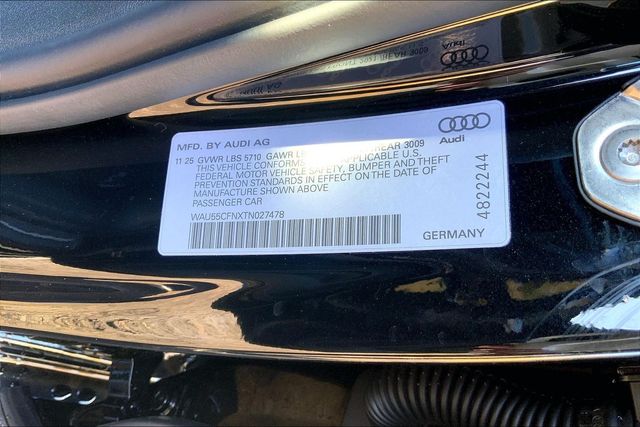 MFD. BY AUDI AG
11 25 GVWR LBS 5710 GAWR REAR 3009
THIS VEHICLE CONFORMS APPLICABLE U.S.
FEDERAL MOTOR VEHICLE SAFETY, BUMPER AND THEFT
PREVENTION STANDARDS IN EFFECT ON THE DATE OF
MANUFACTURE SHOWN ABOVE
PASSENGER CAR
WAU55CFNXTN027478
Audi
4822244
GERMANY